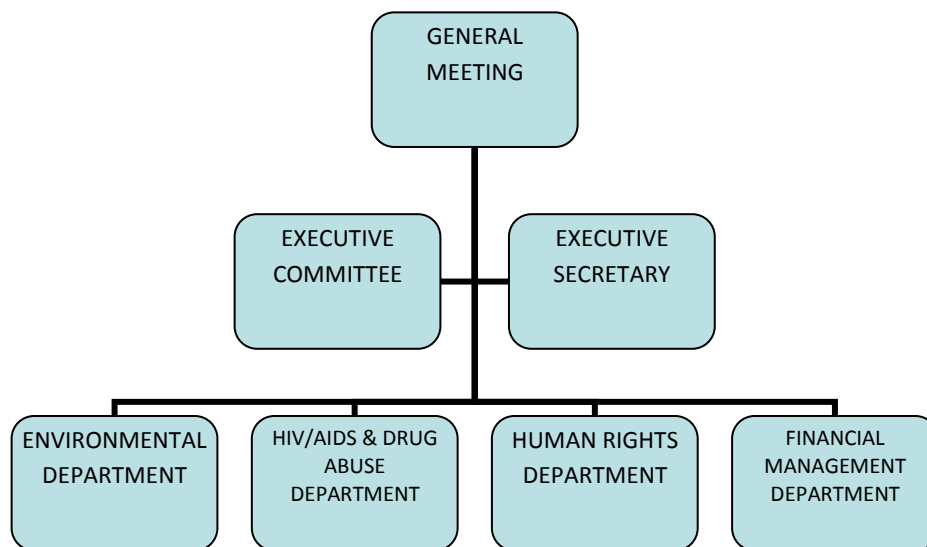 GENERAL
MEETING
EXECUTIVE
COMMITTEE
EXECUTIVE
SECRETARY
ENVIRONMENTAL
DEPARTMENT
HIV/AIDS & DRUG
ABUSE
DEPARTMENT
HUMAN RIGHTS
DEPARTMENT
FINANCIAL
MANAGEMENT
DEPARTMENT